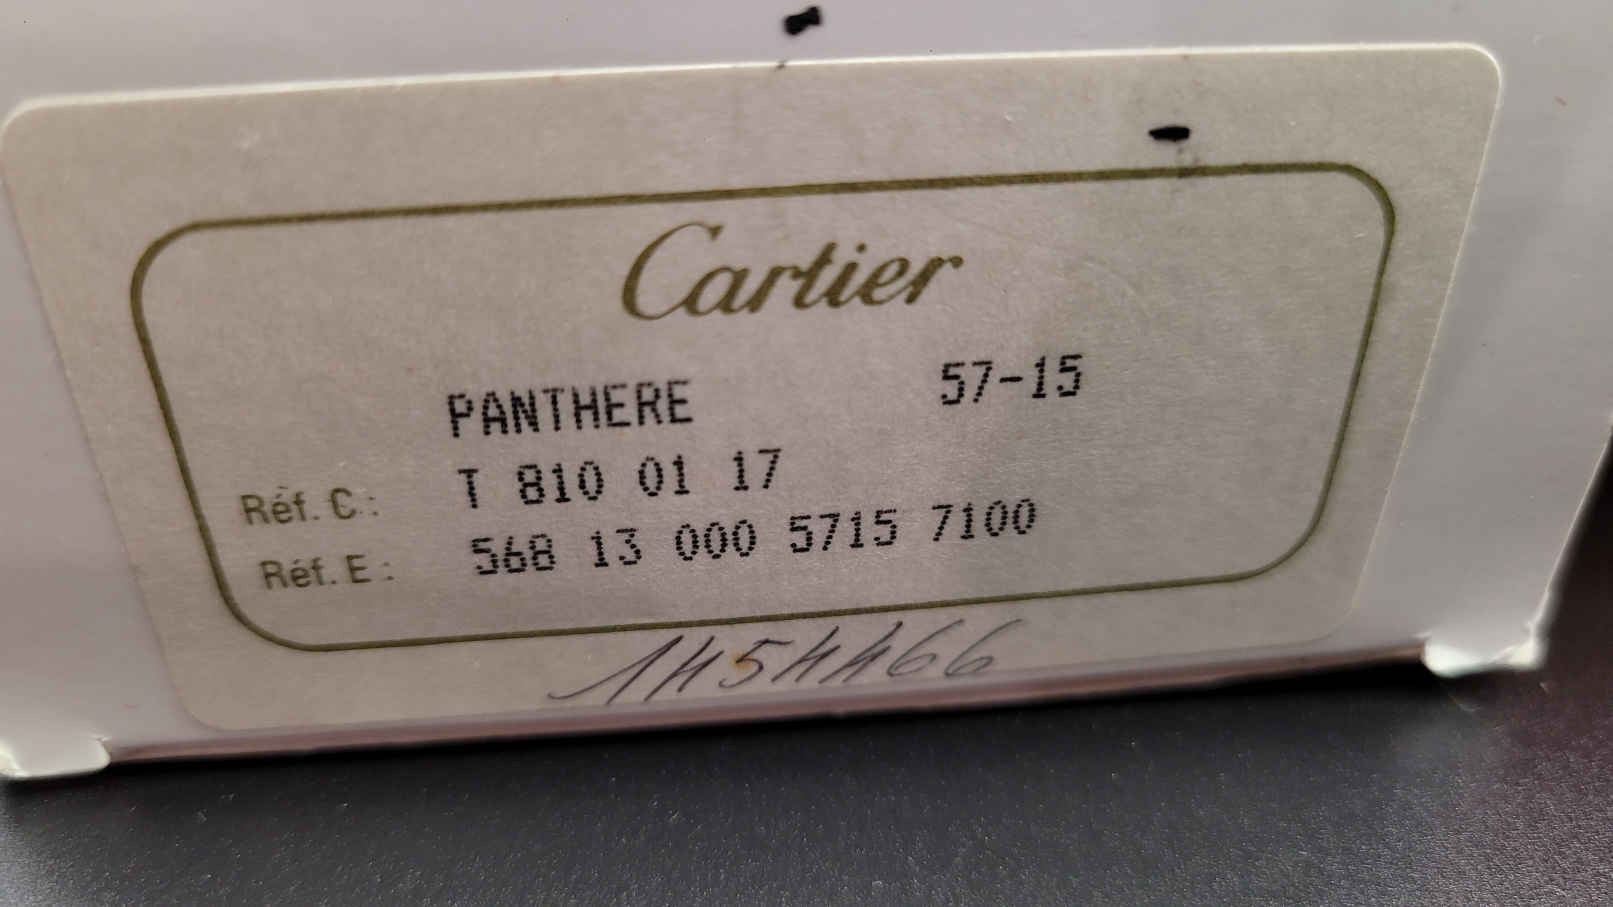 Cartier
PANTHERE 57-15
Réf. C : T 810 01 17
Réf. E : 568 13 000 5715 7100
1454466